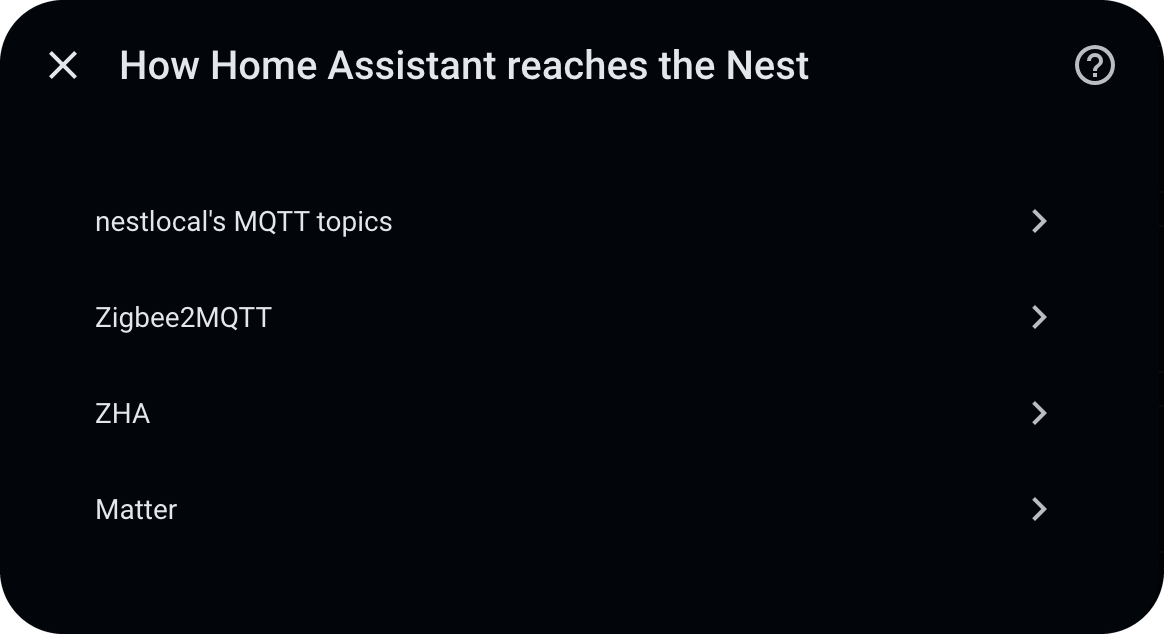 How Home Assistant reaches the Nest
nestlocal's MQTT topics
Zigbee2MQTT
ZHA
Matter